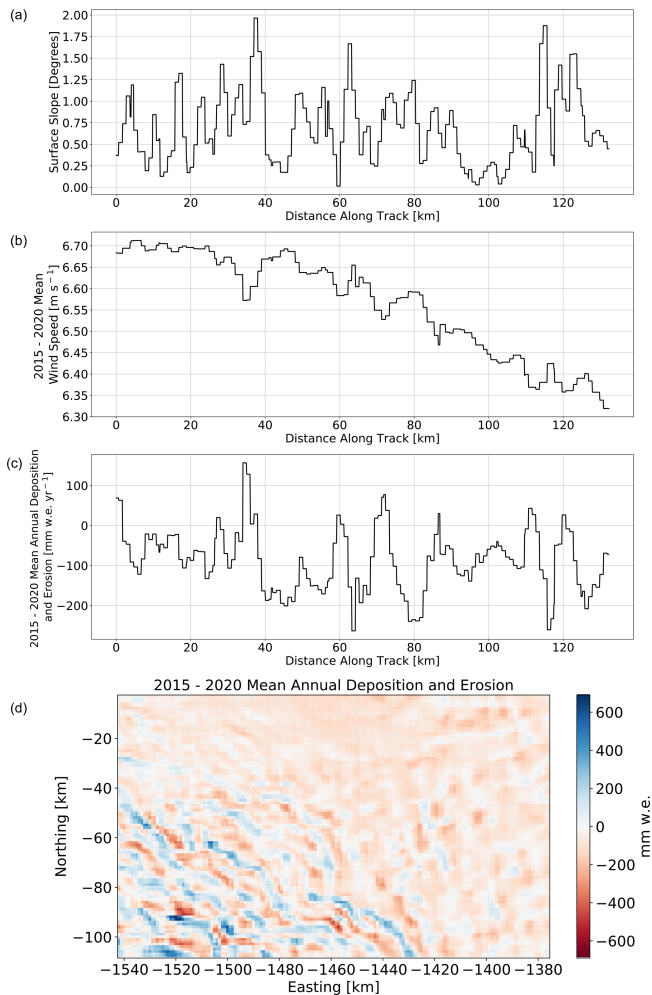 (a)
2.00
1.75
1.50
1.25
1.00
0.75
0.50
0.25
0.00
Surface Slope [Degrees]
0 20 40 60 80 100 120
Distance Along Track [km]
(b)
6.70
6.65
6.60
6.55
6.50
6.45
6.40
6.35
6.30
2015 - 2020 Mean
Wind Speed [m s⁻¹]
0 20 40 60 80 100 120
Distance Along Track [km]
(c)
100
0
−100
−200
2015 - 2020 Mean Annual Deposition
and Erosion [mm w.e. yr⁻¹]
0 20 40 60 80 100 120
Distance Along Track [km]
2015 - 2020 Mean Annual Deposition and Erosion
(d)
−20
−40
−60
−80
−100
Northing [km]
−1540 −1520 −1500 −1480 −1460 −1440 −1420 −1400 −1380
Easting [km]
600
400
200
0
−200
−400
−600
mm w.e.